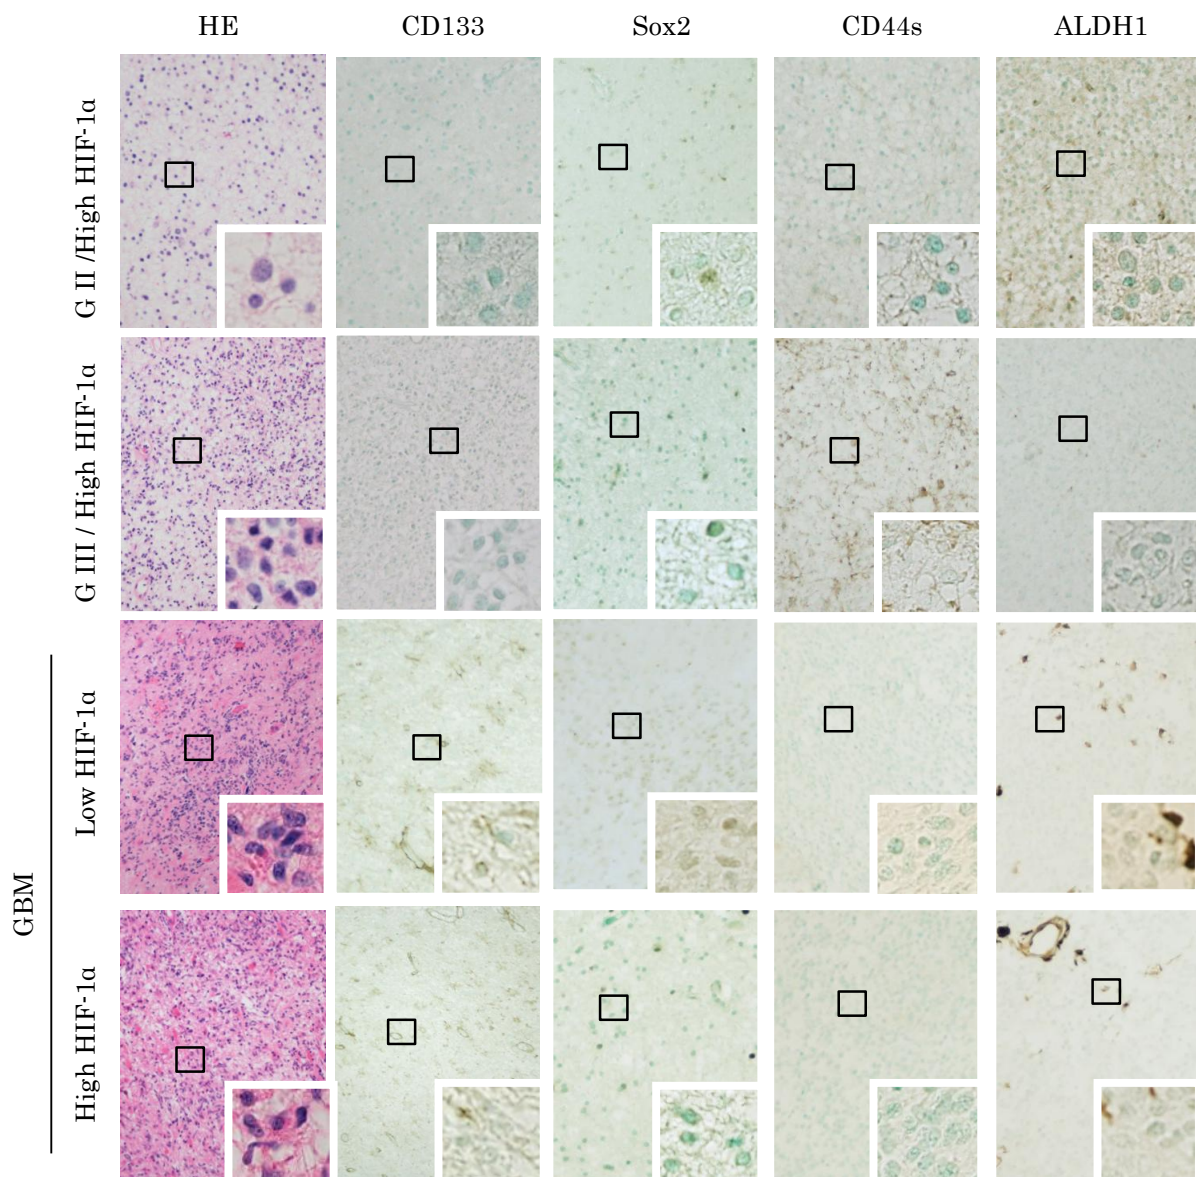 HE CD133 Sox2 CD44s ALDH1
G II /High HIF-1α
G III / High HIF-1α
GBM
Low HIF-1α
High HIF-1α